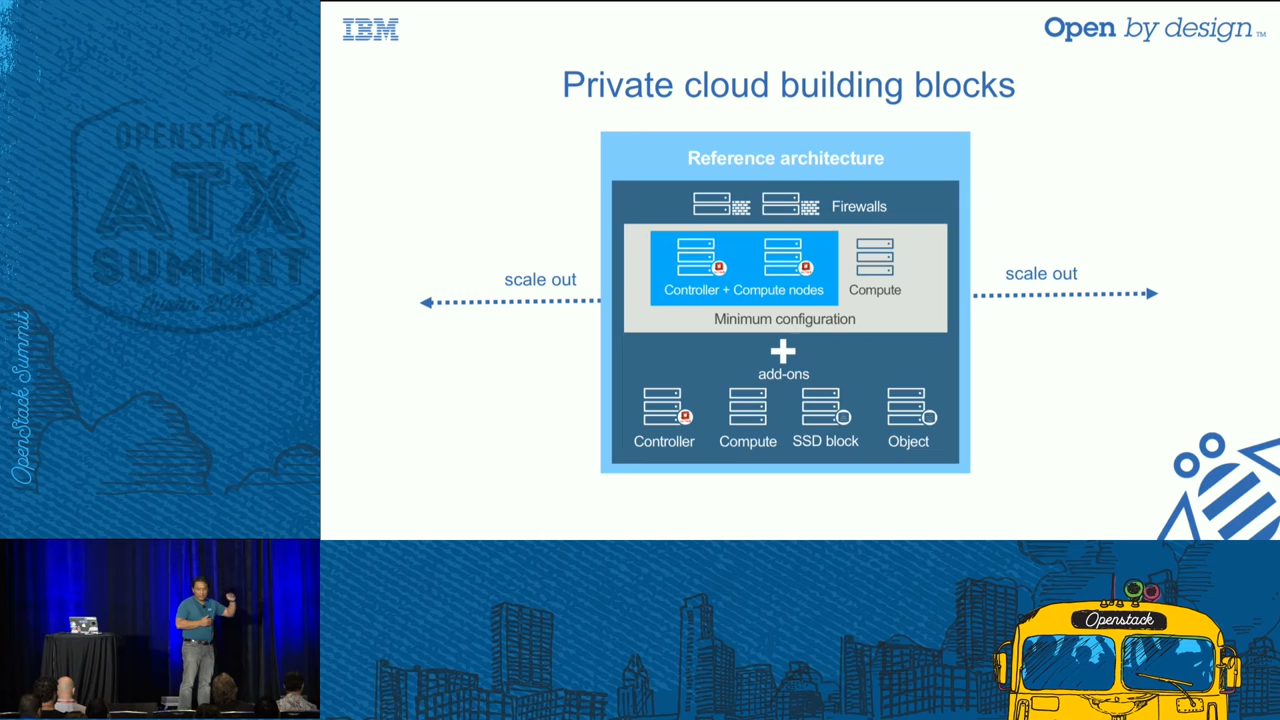 IBM
Open by design™
Private cloud building blocks
Reference architecture
Firewalls
Controller + Compute nodes
Compute
Minimum configuration
add-ons
Controller
Compute
SSD block
Object
scale out
scale out
OPENSTACK
ATX
SUMMIT
OpenStack Summit
Openstack